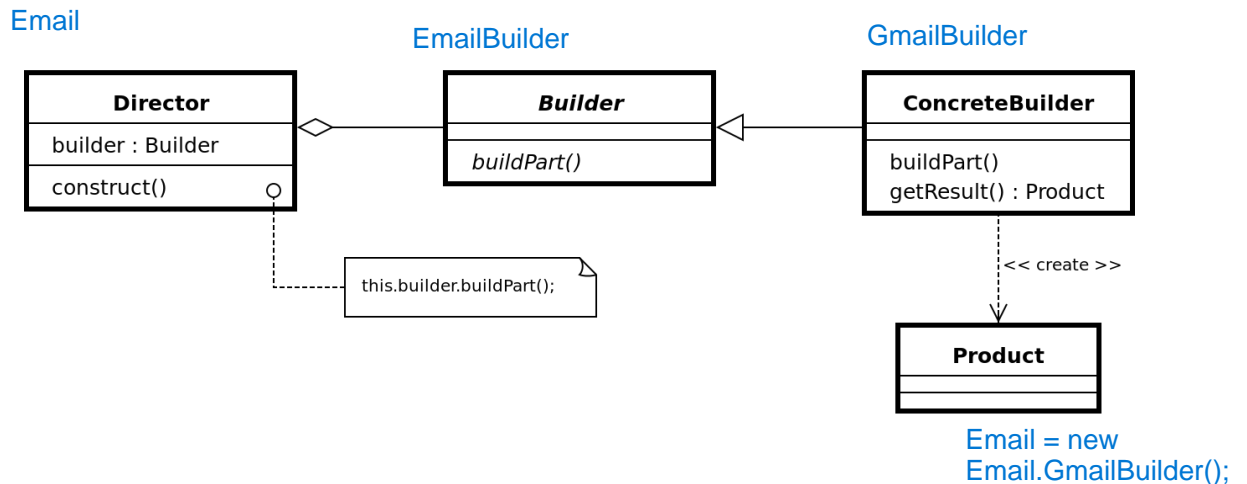 Email
EmailBuilder
GmailBuilder
Director
builder : Builder
construct()
Builder
buildPart()
ConcreteBuilder
buildPart()
getResult() : Product
this.builder.buildPart();
<< create >>
Product
Email = new
Email.GmailBuilder();